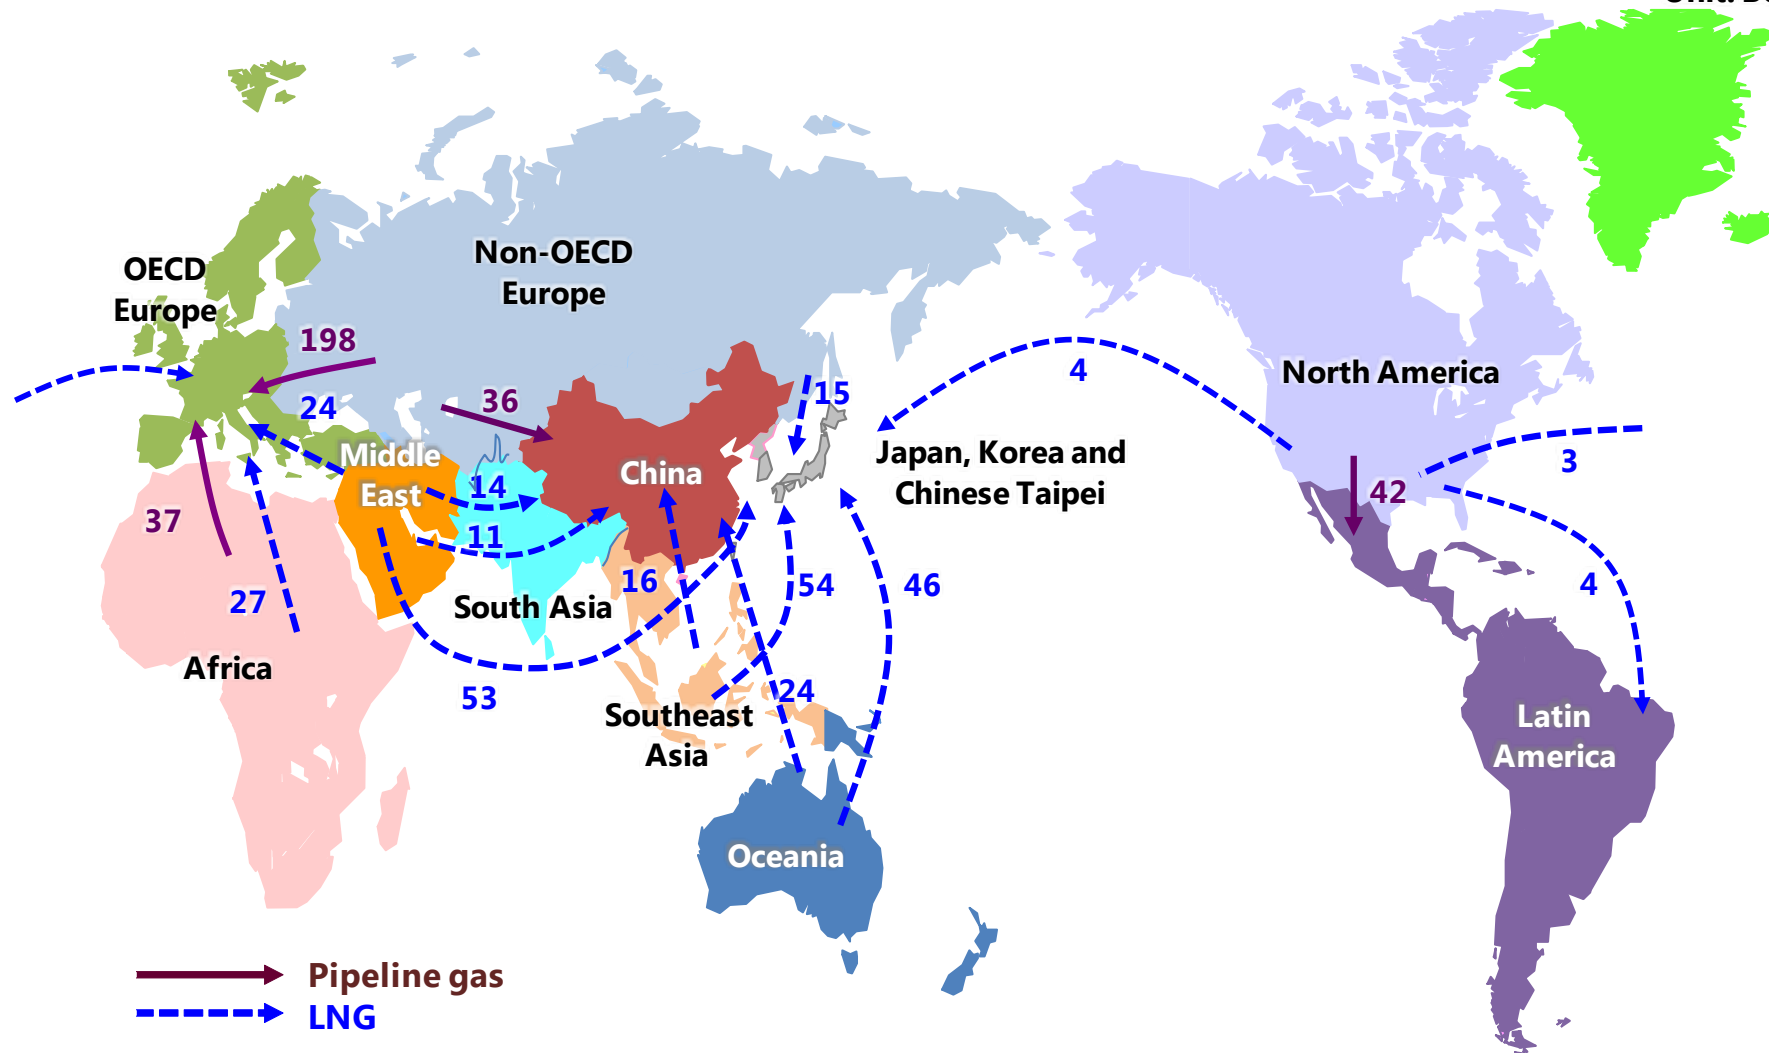 Non-OECD
Europe
OECD
Europe
198
24
36
15
4
North America
Middle
East
14
China
Japan, Korea and
Chinese Taipei
3
42
37
11
16
54
46
4
27
South Asia
Africa
53
24
Southeast
Asia
Latin
America
Oceania
Pipeline gas
LNG